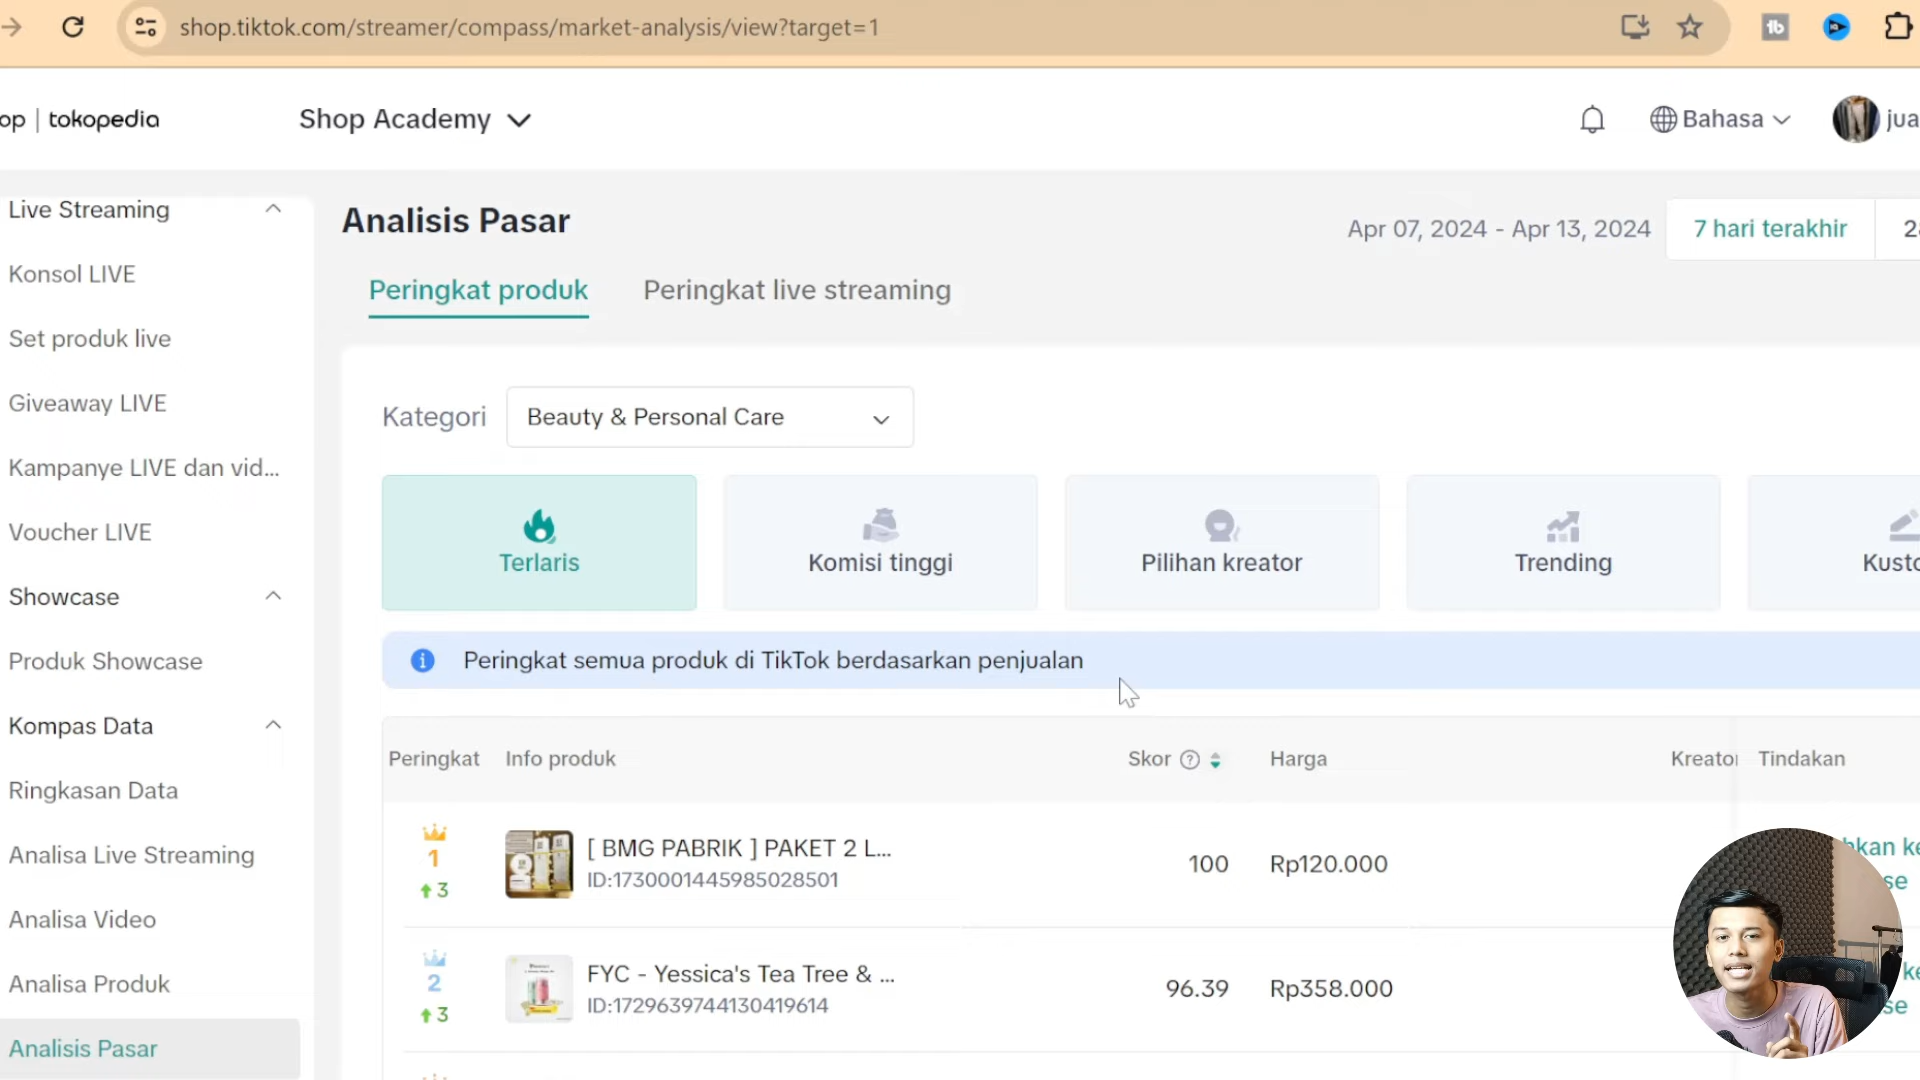 shop.tiktok.com/streamer/compass/market-analysis/view?target=1
op | tokopedia
Shop Academy
Bahasa
jua
Live Streaming
Konsol LIVE
Set produk live
Giveaway LIVE
Kampanye LIVE dan vid...
Voucher LIVE
Showcase
Produk Showcase
Kompas Data
Ringkasan Data
Analisa Live Streaming
Analisa Video
Analisa Produk
Analisis Pasar
Analisis Pasar
Apr 07, 2024 - Apr 13, 2024
7 hari terakhir
Peringkat produk
Peringkat live streaming
Kategori
Beauty & Personal Care
Terlaris
Komisi tinggi
Pilihan kreator
Trending
Kusto
Peringkat semua produk di TikTok berdasarkan penjualan
Peringkat
Info produk
Skor
Harga
Kreator
Tindakan
1
3
[ BMG PABRIK ] PAKET 2 L...
ID:1730001445985028501
100
Rp120.000
2
3
FYC - Yessica's Tea Tree & ...
ID:1729639744130419614
96.39
Rp358.000